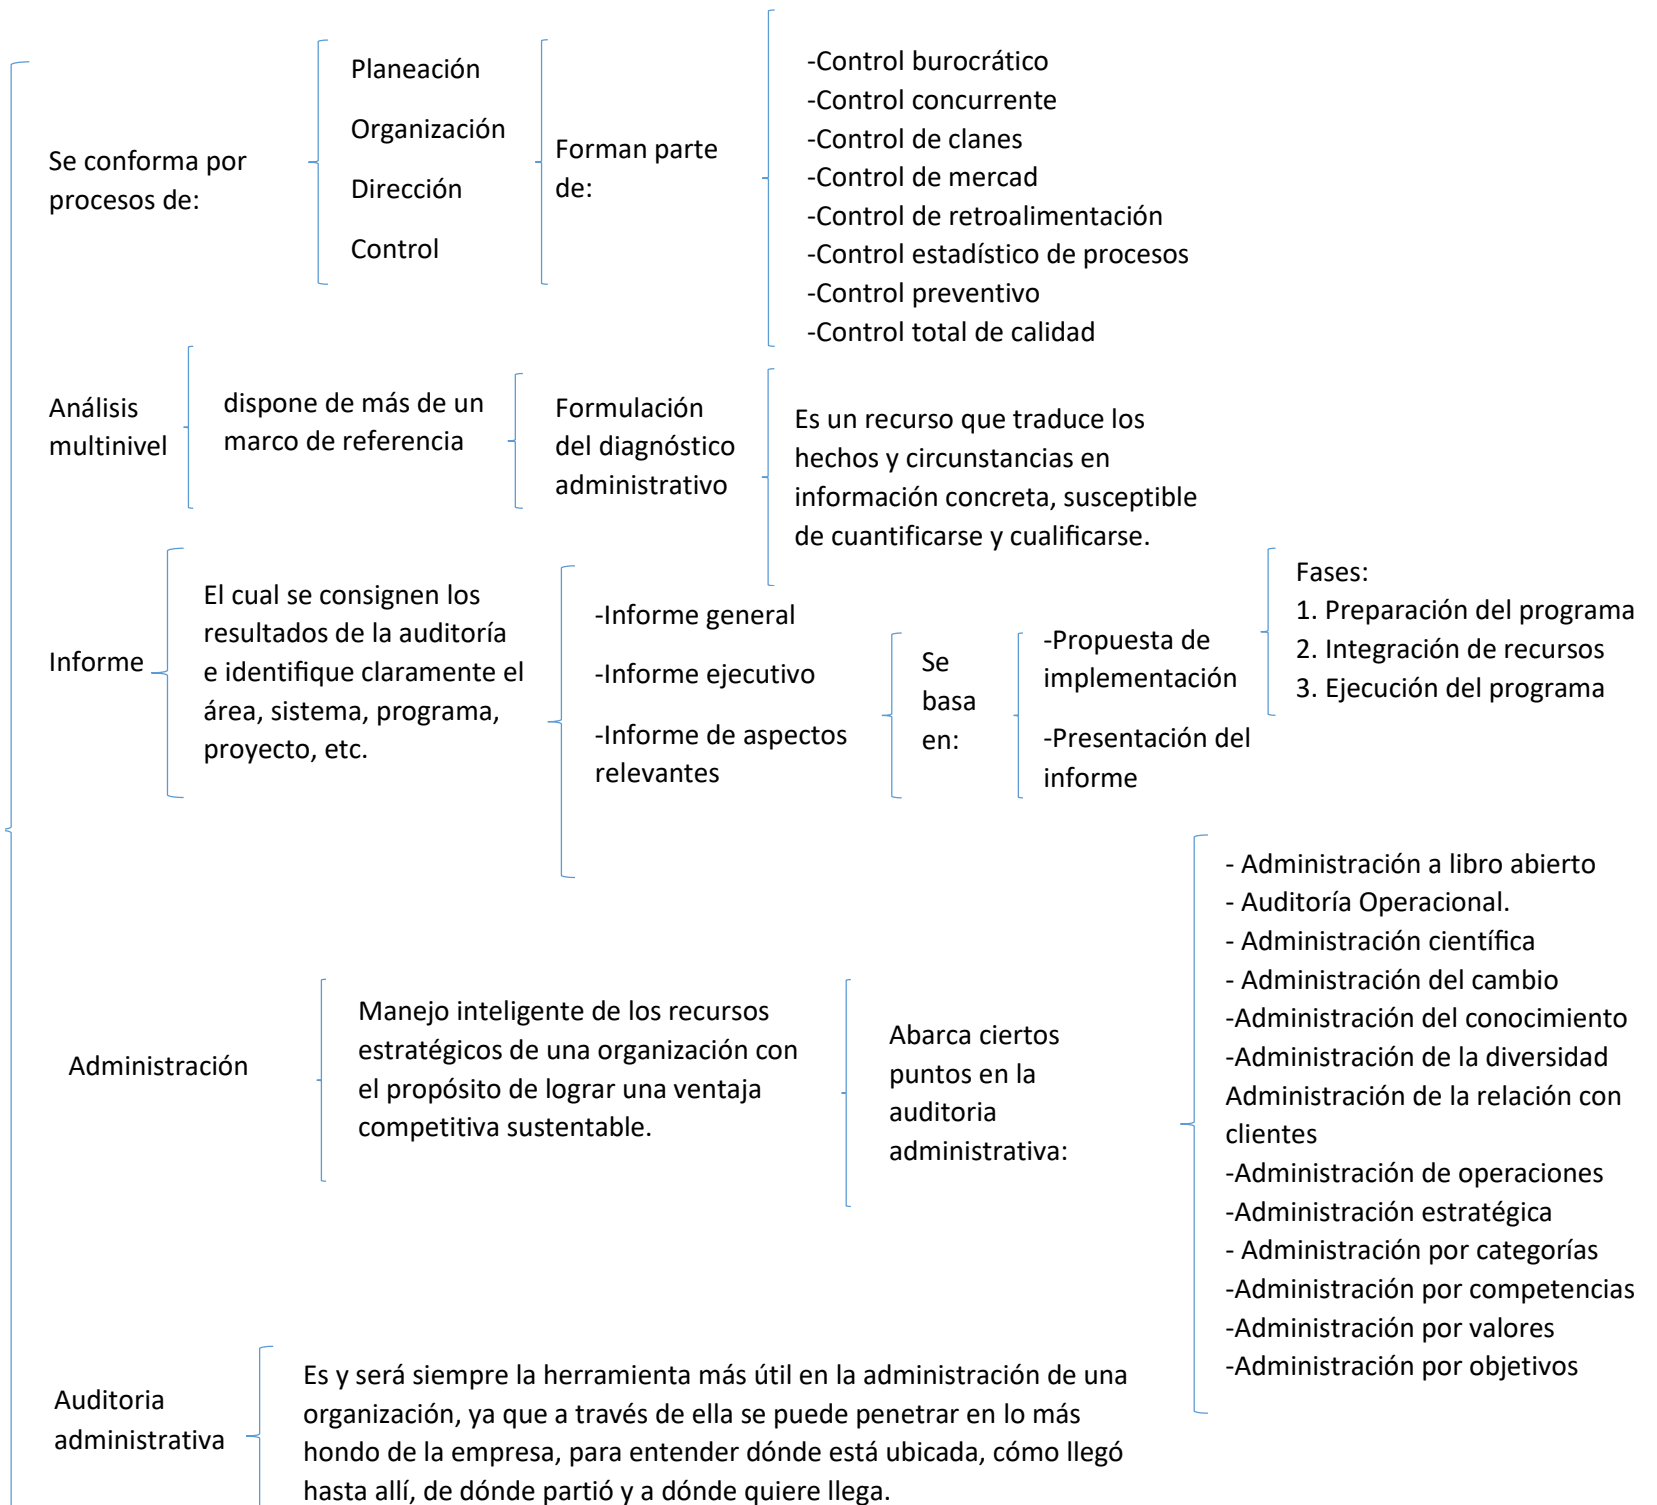 Se conforma por
procesos de:
Planeación
Organización
Dirección
Control
Forman parte
de:
-Control burocrático
-Control concurrente
-Control de clanes
-Control de mercad
-Control de retroalimentación
-Control estadístico de procesos
-Control preventivo
-Control total de calidad
Análisis
multinivel
dispone de más de un
marco de referencia
Formulación
del diagnóstico
administrativo
Es un recurso que traduce los
hechos y circunstancias en
información concreta, susceptible
de cuantificarse y cualificarse.
Informe
El cual se consignen los
resultados de la auditoría
e identifique claramente el
área, sistema, programa,
proyecto, etc.
-Informe general
-Informe ejecutivo
-Informe de aspectos
relevantes
Se
basa
en:
-Propuesta de
implementación
-Presentación del
informe
Fases:
1. Preparación del programa
2. Integración de recursos
3. Ejecución del programa
Administración
Manejo inteligente de los recursos
estratégicos de una organización con
el propósito de lograr una ventaja
competitiva sustentable.
Abarca ciertos
puntos en la
auditoria
administrativa:
- Administración a libro abierto
- Auditoría Operacional.
- Administración científica
- Administración del cambio
-Administración del conocimiento
-Administración de la diversidad
Administración de la relación con
clientes
-Administración de operaciones
-Administración estratégica
- Administración por categorías
-Administración por competencias
-Administración por valores
-Administración por objetivos
Auditoria
administrativa
Es y será siempre la herramienta más útil en la administración de una
organización, ya que a través de ella se puede penetrar en lo más
hondo de la empresa, para entender dónde está ubicada, cómo llegó
hasta allí, de dónde partió y a dónde quiere llega.